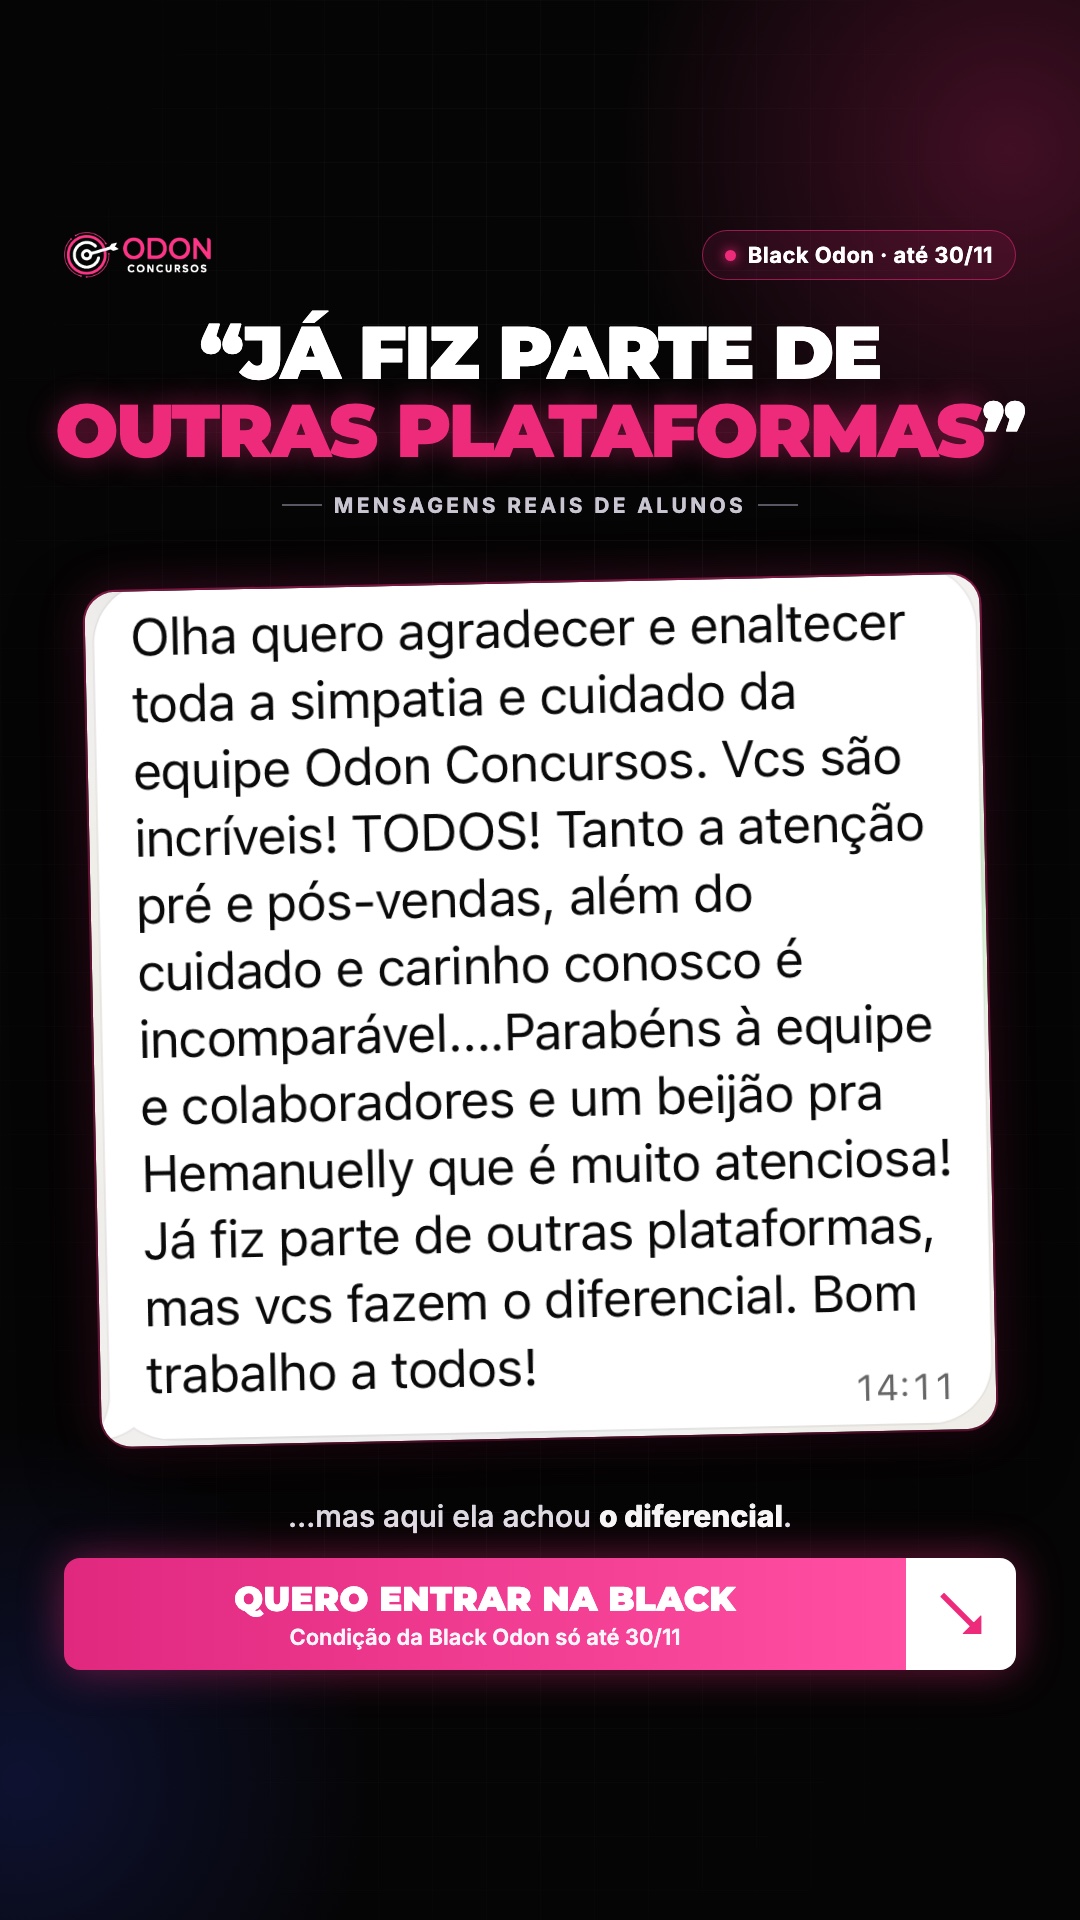 ODON
CONCURSOS
Black Odon · até 30/11
“JÁ FIZ PARTE DE
OUTRAS PLATAFORMAS”
MENSAGENS REAIS DE ALUNOS
Olha quero agradecer e enaltecer
toda a simpatia e cuidado da
equipe Odon Concursos. Vcs são
incríveis! TODOS! Tanto a atenção
pré e pós-vendas, além do
cuidado e carinho conosco é
incomparável....Parabéns à equipe
e colaboradores e um beijão pra
Hemanuelly que é muito atenciosa!
Já fiz parte de outras plataformas,
mas vcs fazem o diferencial. Bom
trabalho a todos!
14:11
...mas aqui ela achou o diferencial.
QUERO ENTRAR NA BLACK
Condição da Black Odon só até 30/11